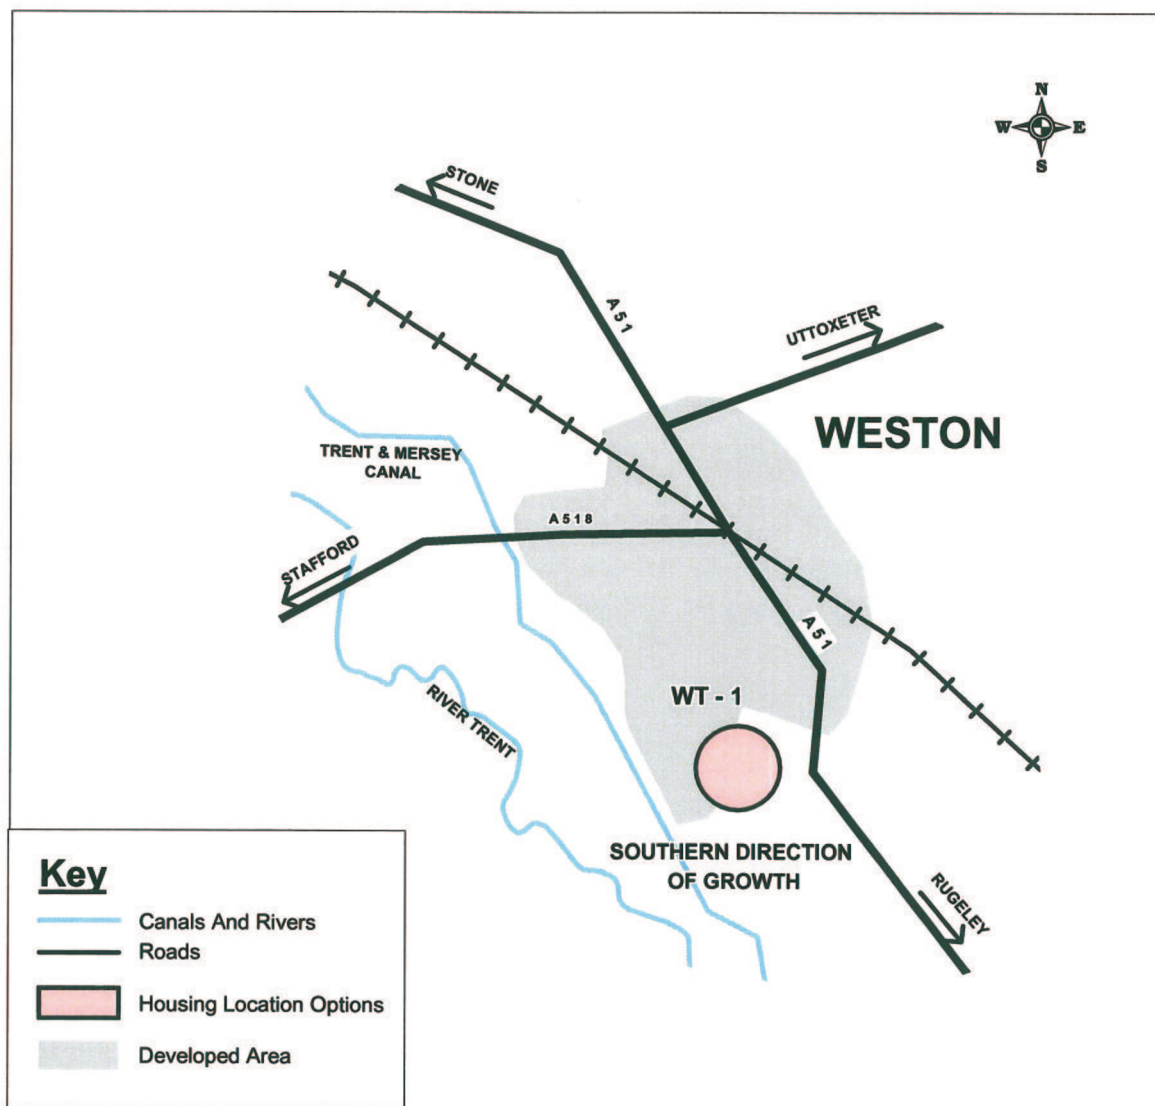 N
W E
S
STONE
A51
UTTOXETER
WESTON
TRENT & MERSEY
CANAL
A518
STAFFORD
A51
WT - 1
RIVER TRENT
SOUTHERN DIRECTION
OF GROWTH
RUGELEY
Key
Canals And Rivers
Roads
Housing Location Options
Developed Area